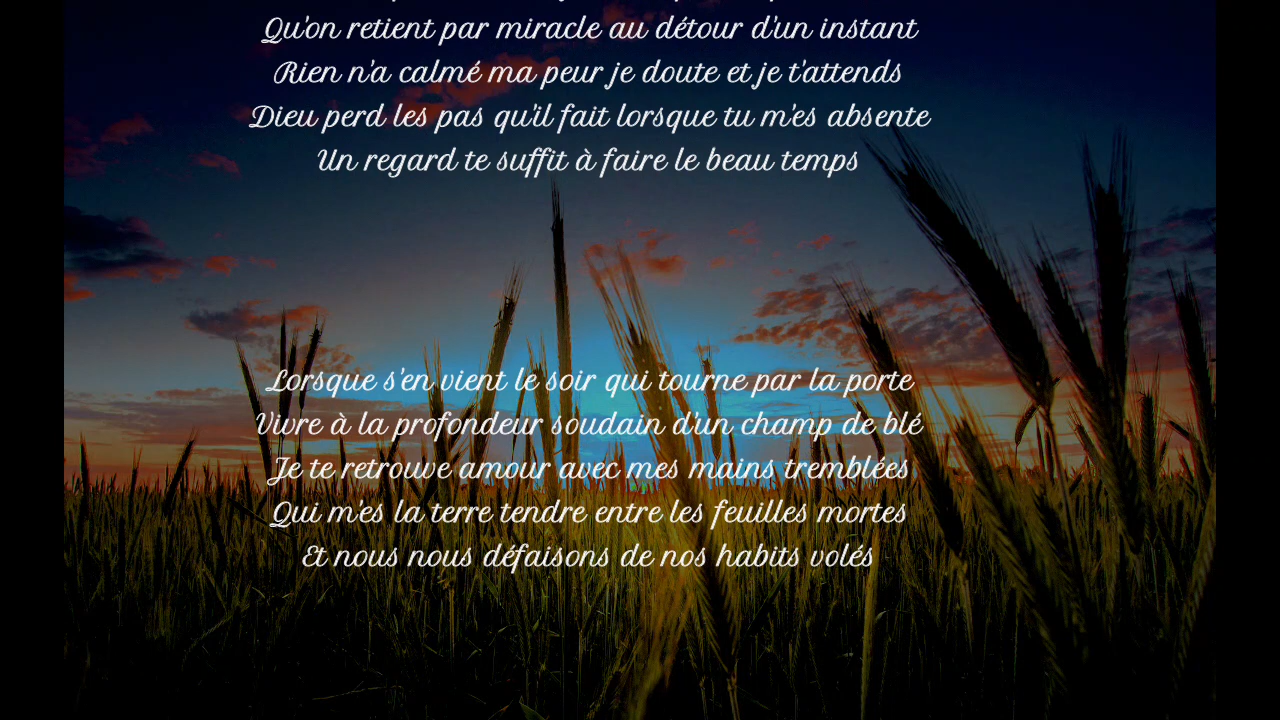 Qu'on retient par miracle au détour d'un instant
Rien n'a calmé ma peur je doute et je t'attends
Dieu perd les pas qu'il fait lorsque tu m'es absente
Un regard te suffit à faire le beau temps
Lorsque s'en vient le soir qui tourne par la porte
Vivre à la profondeur soudain d'un champ de blé
Je te retrouve amour avec mes mains tremblées
Qui m'es la terre tendre entre les feuilles mortes
Et nous nous défaisons de nos habits volés